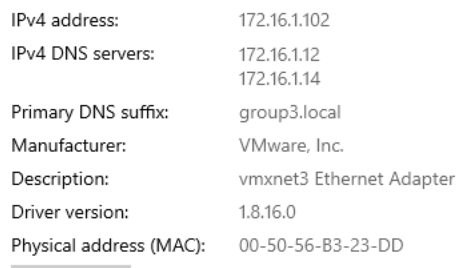 IPv4 address: 172.16.1.102
IPv4 DNS servers: 172.16.1.12
172.16.1.14
Primary DNS suffix: group3.local
Manufacturer: VMware, Inc.
Description: vmxnet3 Ethernet Adapter
Driver version: 1.8.16.0
Physical address (MAC): 00-50-56-B3-23-DD